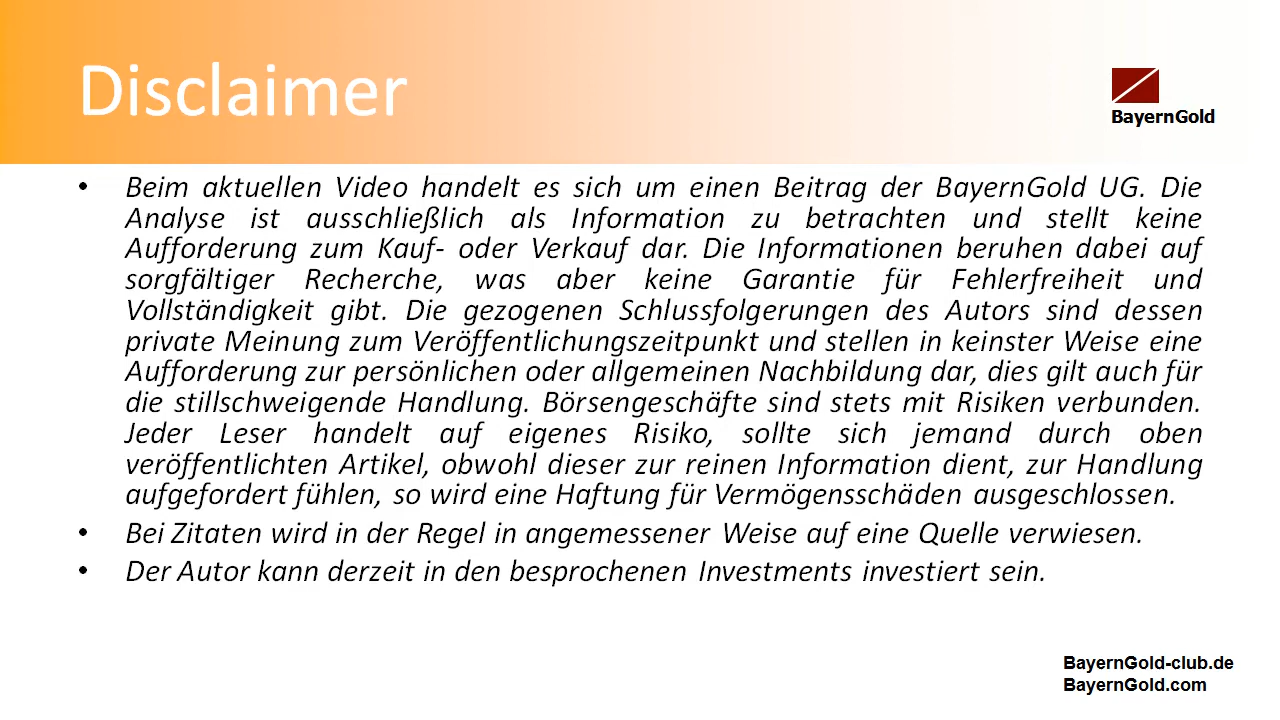 Disclaimer
BayernGold
• Beim aktuellen Video handelt es sich um einen Beitrag der BayernGold UG. Die
Analyse ist ausschließlich als Information zu betrachten und stellt keine
Aufforderung zum Kauf- oder Verkauf dar. Die Informationen beruhen dabei auf
sorgfältiger Recherche, was aber keine Garantie für Fehlerfreiheit und
Vollständigkeit gibt. Die gezogenen Schlussfolgerungen des Autors sind dessen
private Meinung zum Veröffentlichungszeitpunkt und stellen in keinster Weise eine
Aufforderung zur persönlichen oder allgemeinen Nachbildung dar, dies gilt auch für
die stillschweigende Handlung. Börsengeschäfte sind stets mit Risiken verbunden.
Jeder Leser handelt auf eigenes Risiko, sollte sich jemand durch oben
veröffentlichten Artikel, obwohl dieser zur reinen Information dient, zur Handlung
aufgefordert fühlen, so wird eine Haftung für Vermögensschäden ausgeschlossen.
• Bei Zitaten wird in der Regel in angemessener Weise auf eine Quelle verwiesen.
• Der Autor kann derzeit in den besprochenen Investments investiert sein.
BayernGold-club.de
BayernGold.com